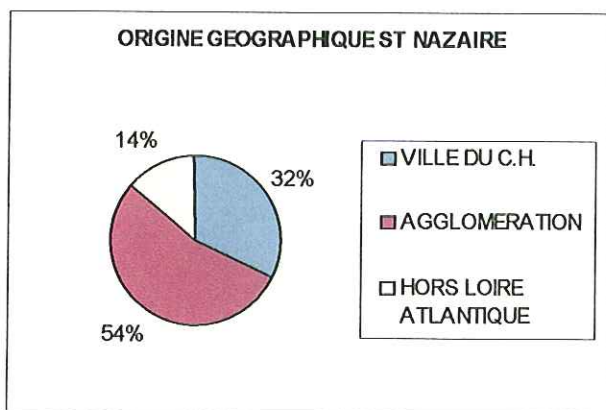 ORIGINE GEOGRAPHIQUE ST NAZAIRE
14%
32%
54%
VILLE DU C.H.
AGGLOMERATION
HORS LOIRE
ATLANTIQUE